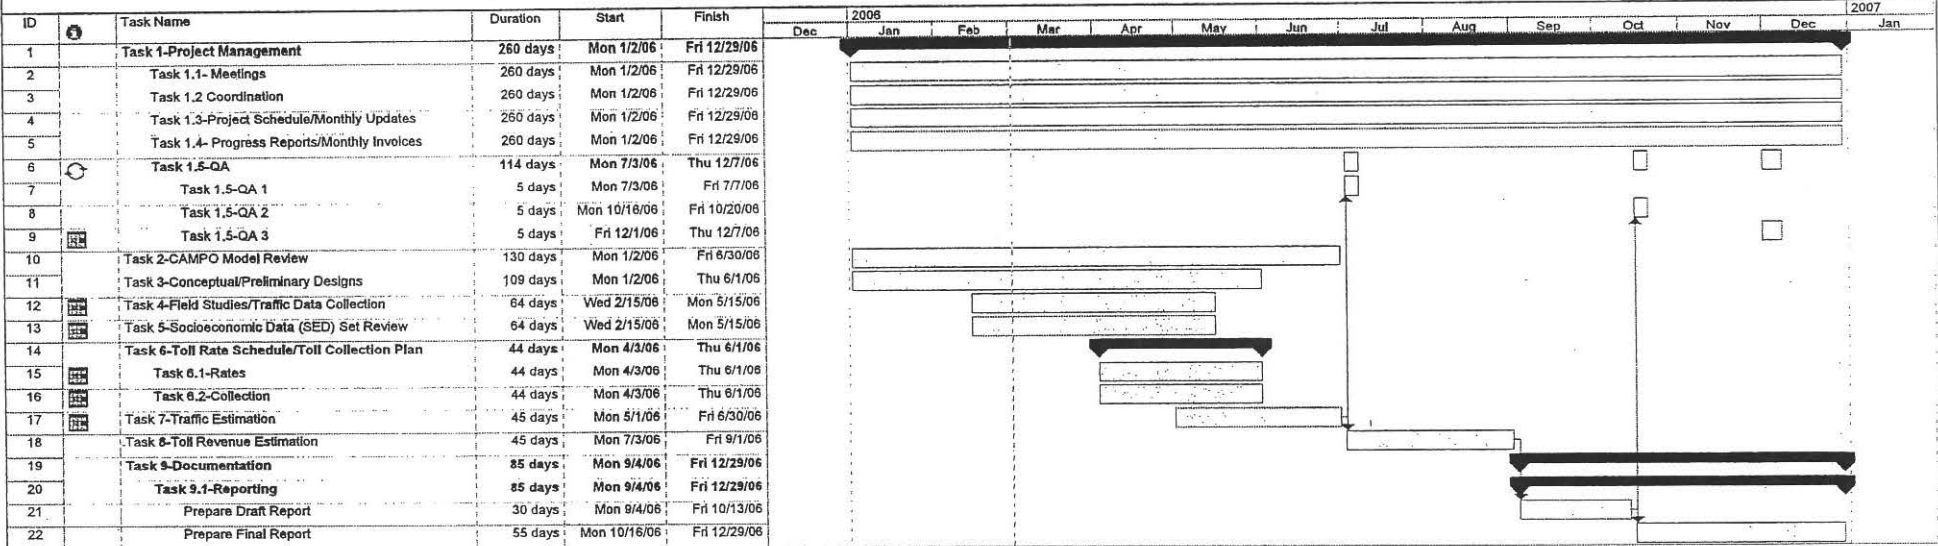 ID Task Name Duration Start Finish 2006 2007
Dec Jan Feb Mar Apr May Jun Jul Aug Sep Oct Nov Dec Jan
1 Task 1-Project Management 260 days Mon 1/2/06 Fri 12/29/06
2 Task 1.1- Meetings 260 days Mon 1/2/06 Fri 12/29/06
3 Task 1.2 Coordination 260 days Mon 1/2/06 Fri 12/29/06
4 Task 1.3-Project Schedule/Monthly Updates 260 days Mon 1/2/06 Fri 12/29/06
5 Task 1.4- Progress Reports/Monthly Invoices 260 days Mon 1/2/06 Fri 12/29/06
6 Task 1.5-QA 114 days Mon 7/3/06 Thu 12/7/06
7 Task 1.5-QA 1 5 days Mon 7/3/06 Fri 7/7/06
8 Task 1.5-QA 2 5 days Mon 10/16/06 Fri 10/20/06
9 Task 1.5-QA 3 5 days Fri 12/1/06 Thu 12/7/06
10 Task 2-CAMPO Model Review 130 days Mon 1/2/06 Fri 6/30/06
11 Task 3-Conceptual/Preliminary Designs 109 days Mon 1/2/06 Thu 6/1/06
12 Task 4-Field Studies/Traffic Data Collection 64 days Wed 2/15/06 Mon 5/15/06
13 Task 5-Socioeconomic Data (SED) Set Review 64 days Wed 2/15/06 Mon 5/15/06
14 Task 6-Toll Rate Schedule/Toll Collection Plan 44 days Mon 4/3/06 Thu 6/1/06
15 Task 6.1-Rates 44 days Mon 4/3/06 Thu 6/1/06
16 Task 6.2-Collection 44 days Mon 4/3/06 Thu 6/1/06
17 Task 7-Traffic Estimation 45 days Mon 5/1/06 Fri 6/30/06
18 Task 8-Toll Revenue Estimation 45 days Mon 7/3/06 Fri 9/1/06
19 Task 9-Documentation 85 days Mon 9/4/06 Fri 12/29/06
20 Task 9.1-Reporting 85 days Mon 9/4/06 Fri 12/29/06
21 Prepare Draft Report 30 days Mon 9/4/06 Fri 10/13/06
22 Prepare Final Report 55 days Mon 10/16/06 Fri 12/29/06